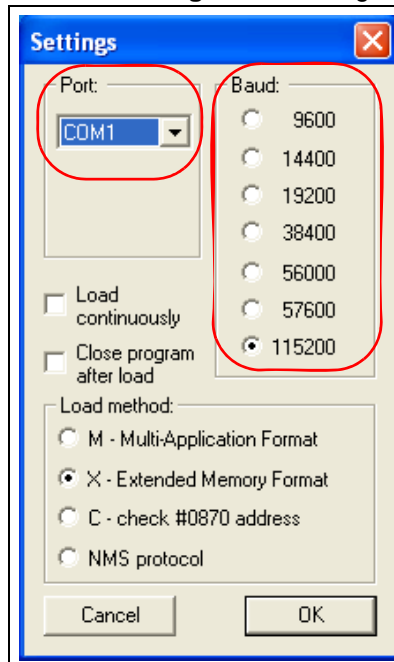 Settings
Port:
COM1
Baud:
9600
14400
19200
38400
56000
57600
115200
Load
continuously
Close program
after load
Load method:
M - Multi-Application Format
X - Extended Memory Format
C - check #0870 address
NMS protocol
Cancel
OK